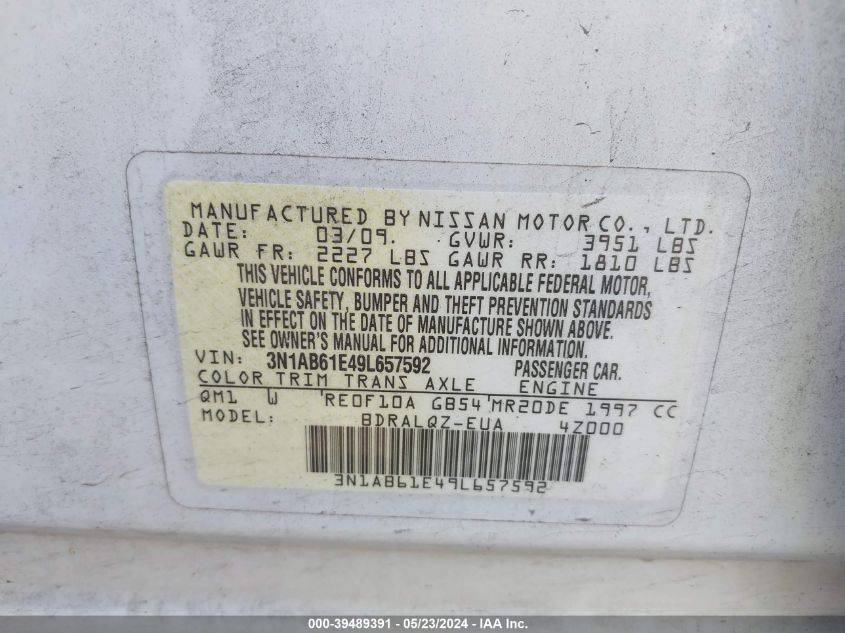 MANUFACTURED BY NISSAN MOTOR CO., LTD.
DATE: 03/09. GVWR: 3951 LBS
GAWR FR: 2227 LBS GAWR RR: 1810 LBS
THIS VEHICLE CONFORMS TO ALL APPLICABLE FEDERAL MOTOR,
VEHICLE SAFETY, BUMPER AND THEFT PREVENTION STANDARDS
IN EFFECT ON THE DATE OF MANUFACTURE SHOWN ABOVE.
SEE OWNER'S MANUAL FOR ADDITIONAL INFORMATION.
VIN: 3N1AB61E49L657592 PASSENGER CAR.
COLOR TRIM TRANS AXLE ENGINE
QM1 W RE0F10A GB54 MR20DE 1997 CC
MODEL: BDRALQZ-EUA 4Z000
3N1AB61E49L657592
000-39489391 - 05/23/2024 - IAA Inc.